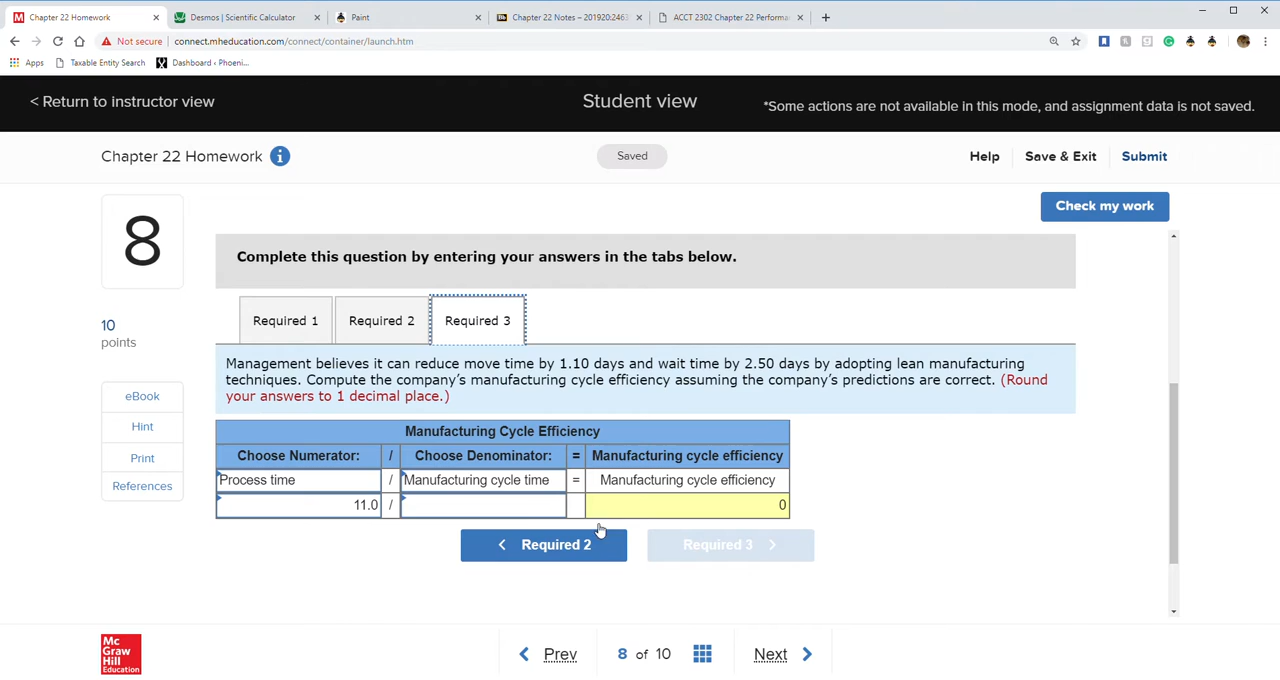 Chapter 22 Homework
Desmos | Scientific Calculator
Paint
Chapter 22 Notes – 201920:246
ACCT 2302 Chapter 22 Performa
Not secure | connect.mheducation.com/connect/container/launch.htm
Apps
Taxable Entity Search
Dashboard ‹ Phoeni...
< Return to instructor view
Student view
*Some actions are not available in this mode, and assignment data is not saved.
Chapter 22 Homework
Saved
Help
Save & Exit
Submit
Check my work
8
10
points
eBook
Hint
Print
References
Complete this question by entering your answers in the tabs below.
Required 1
Required 2
Required 3
Management believes it can reduce move time by 1.10 days and wait time by 2.50 days by adopting lean manufacturing
techniques. Compute the company's manufacturing cycle efficiency assuming the company's predictions are correct. (Round
your answers to 1 decimal place.)
Manufacturing Cycle Efficiency
Choose Numerator: / Choose Denominator: = Manufacturing cycle efficiency
Process time / Manufacturing cycle time = Manufacturing cycle efficiency
11.0 / 0
< Required 2
Required 3 >
Mc
Graw
Hill
Education
Prev
8 of 10
Next